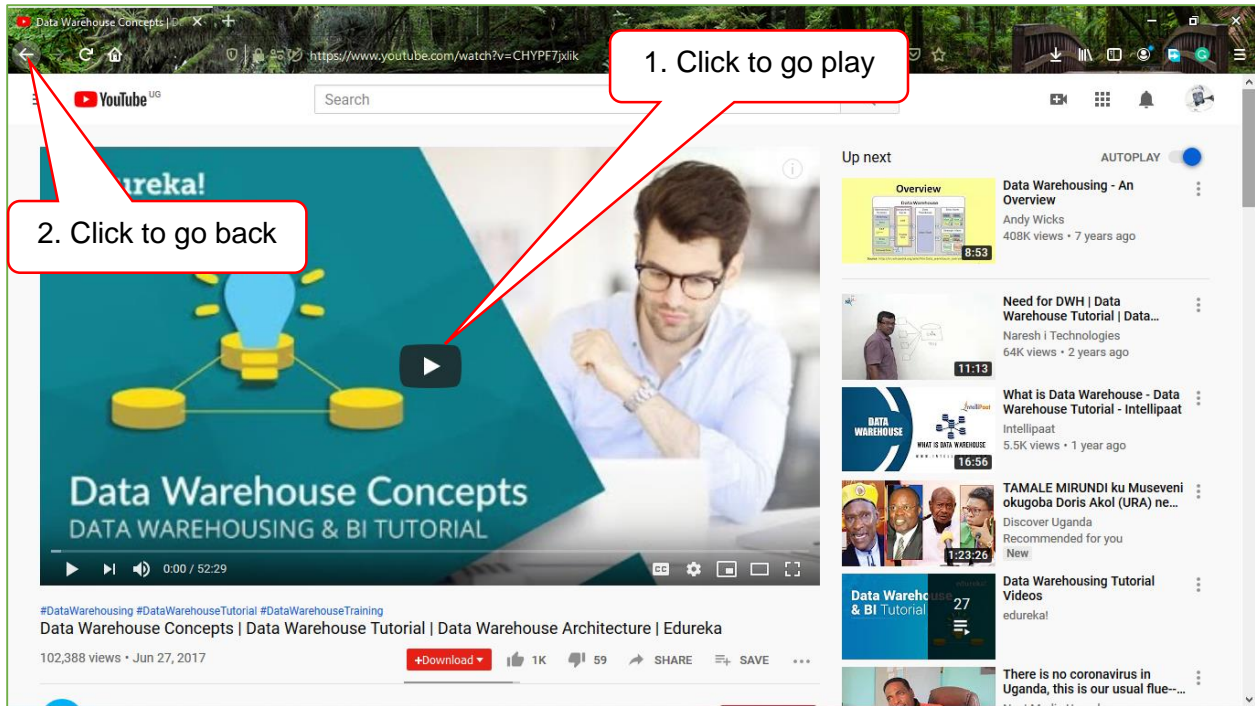 Data Warehouse Concepts | D
https://www.youtube.com/watch?v=CHYPF7jxlik
1. Click to go play
YouTube UG
Search
2. Click to go back
ureka!
Data Warehouse Concepts
DATA WAREHOUSING & BI TUTORIAL
0:00 / 52:29
CC
#DataWarehousing #DataWarehouseTutorial #DataWarehouseTraining
Data Warehouse Concepts | Data Warehouse Tutorial | Data Warehouse Architecture | Edureka
102,388 views • Jun 27, 2017
+Download
1K
59
SHARE
SAVE
Up next
AUTOPLAY
Overview
Data Warehouse
8:53
Data Warehousing - An
Overview
Andy Wicks
408K views • 7 years ago
11:13
Need for DWH | Data
Warehouse Tutorial | Data...
Naresh i Technologies
64K views • 2 years ago
DATA
WAREHOUSE
Intellipaat
WHAT IS DATA WAREHOUSE
16:56
What is Data Warehouse - Data
Warehouse Tutorial - Intellipaat
Intellipaat
5.5K views • 1 year ago
1:23:26
TAMALE MIRUNDI ku Museveni
okugoba Doris Akol (URA) ne...
Discover Uganda
Recommended for you
New
Data Warehouse
& BI Tutorial
27
Data Warehousing Tutorial
Videos
edureka!
There is no coronavirus in
Uganda, this is our usual flue--...